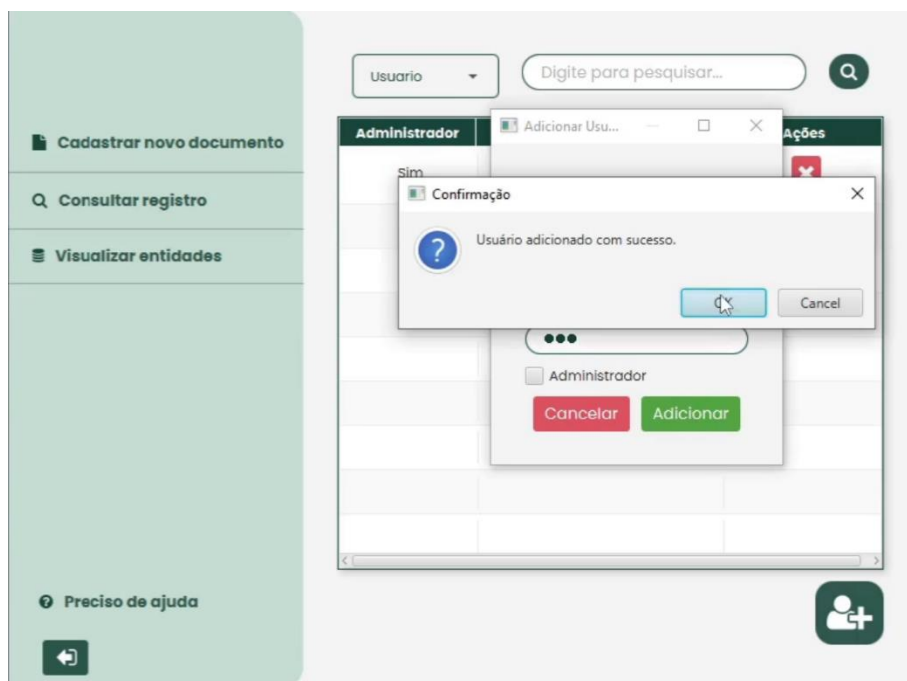 Usuario
Digite para pesquisar...
Cadastrar novo documento
Consultar registro
Visualizar entidades
Preciso de ajuda
Administrador
Ações
Sim
Adicionar Usu...
Confirmação
Usuário adicionado com sucesso.
OK
Cancel
Administrador
Cancelar
Adicionar